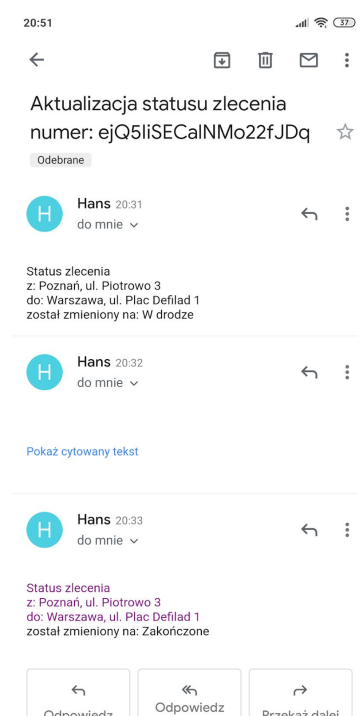 20:51
37
Aktualizacja statusu zlecenia
numer: ejQ5IiSECalNMo22fJDq
Odebrane
H
Hans 20:31
do mnie
Status zlecenia
z: Poznań, ul. Piotrowo 3
do: Warszawa, ul. Plac Defilad 1
został zmieniony na: W drodze
H
Hans 20:32
do mnie
Pokaż cytowany tekst
H
Hans 20:33
do mnie
Status zlecenia
z: Poznań, ul. Piotrowo 3
do: Warszawa, ul. Plac Defilad 1
został zmieniony na: Zakończone
Odpowiedz
Odpowiedz
Przekaż dalej